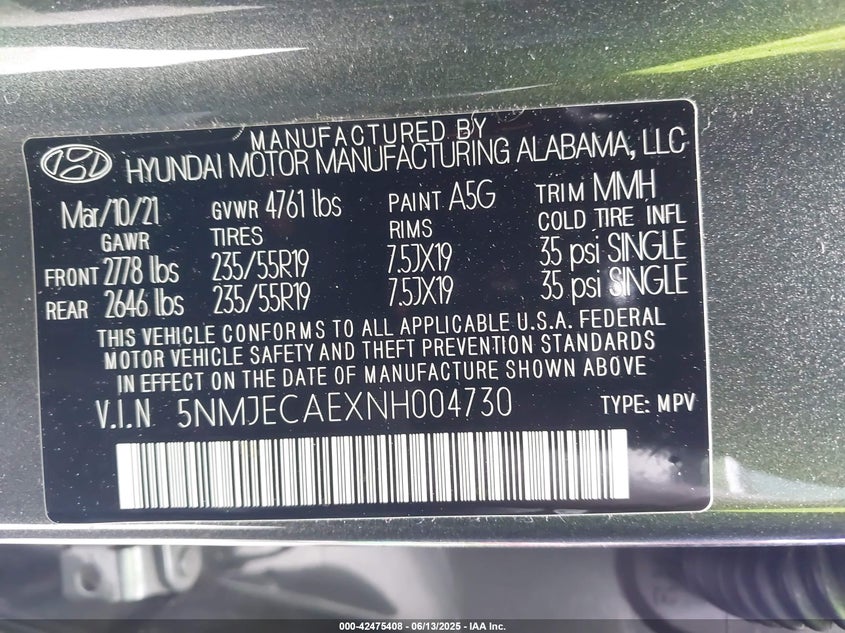 MANUFACTURED BY
HYUNDAI MOTOR MANUFACTURING ALABAMA, LLC
Mar/10/21 GVWR 4761 lbs PAINT A5G TRIM MMH
GAWR TIRES RIMS COLD TIRE INFL
FRONT 2778 lbs 235/55R19 7.5JX19 35 psi SINGLE
REAR 2646 lbs 235/55R19 7.5JX19 35 psi SINGLE
THIS VEHICLE CONFORMS TO ALL APPLICABLE U.S.A. FEDERAL
MOTOR VEHICLE SAFETY AND THEFT PREVENTION STANDARDS
IN EFFECT ON THE DATE OF MANUFACTURE SHOWN ABOVE
V.I.N 5NMJECAEXNH004730 TYPE: MPV
000-42475408 - 06/13/2025 - IAA Inc.